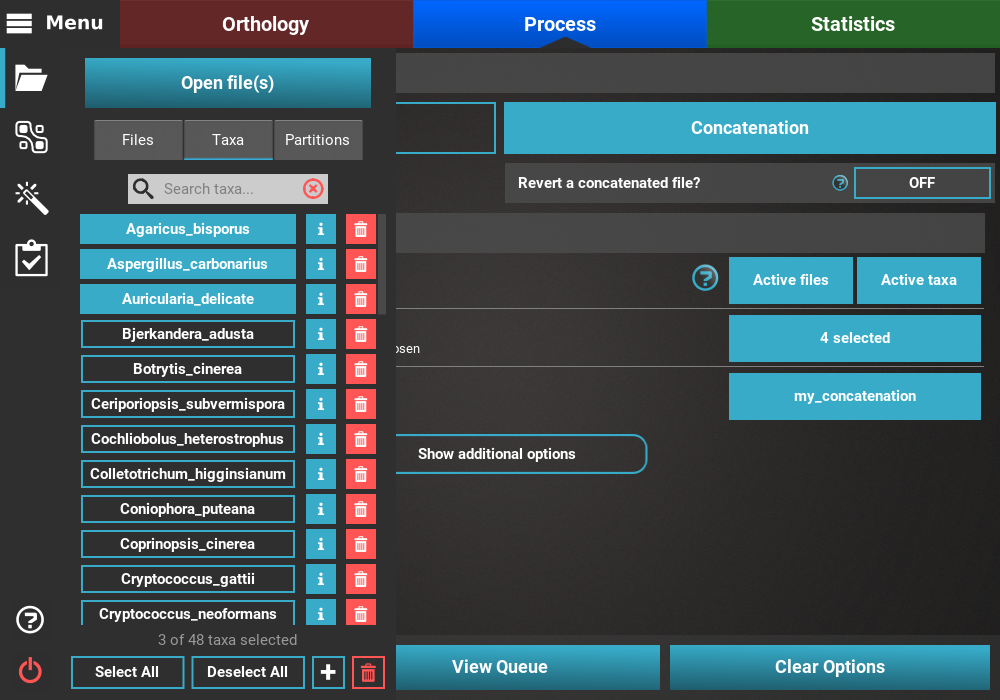 Menu
Orthology
Process
Statistics
Open file(s)
Files
Taxa
Partitions
Search taxa...
Agaricus_bisporus
Aspergillus_carbonarius
Auricularia_delicate
Bjerkandera_adusta
Botrytis_cinerea
Ceriporiopsis_subvermispora
Cochliobolus_heterostrophus
Colletotrichum_higginsianum
Coniophora_puteana
Coprinopsis_cinerea
Cryptococcus_gattii
Cryptococcus_neoformans
3 of 48 taxa selected
Select All
Deselect All
Concatenation
Revert a concatenated file?
?
OFF
?
Active files
Active taxa
4 selected
my_concatenation
Show additional options
View Queue
Clear Options